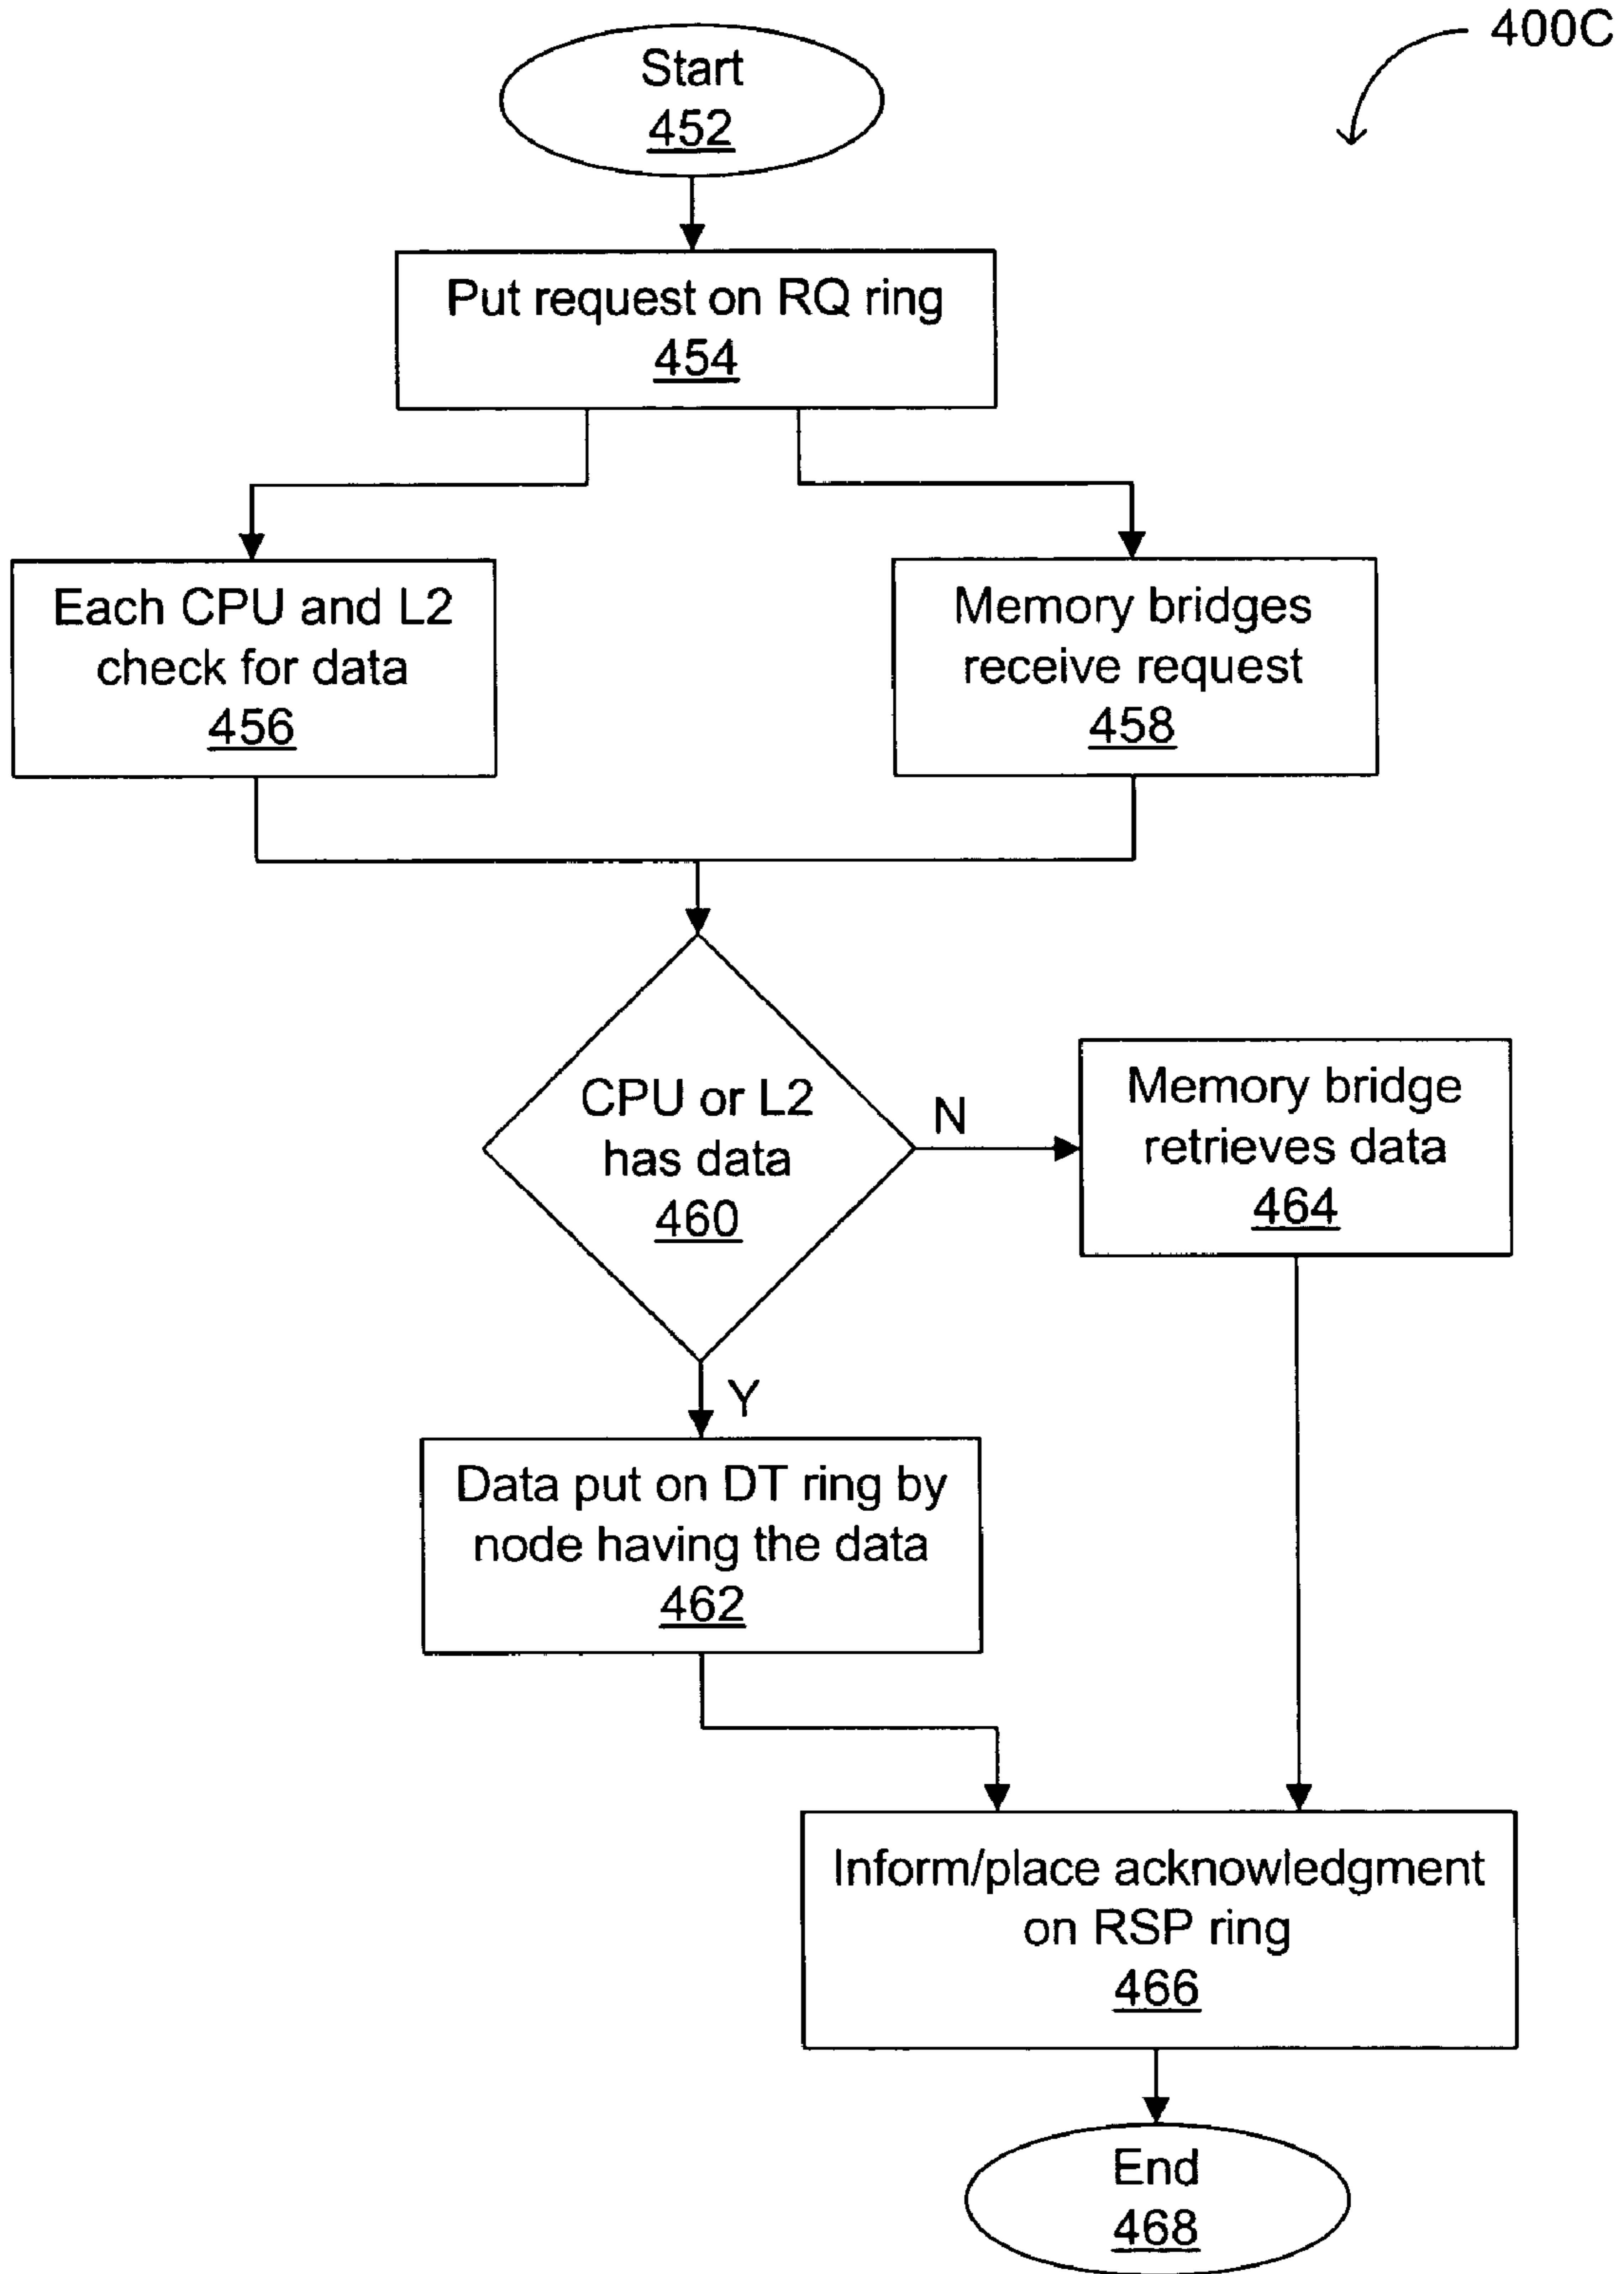 400C
Start
452
Put request on RQ ring
454
Each CPU and L2
check for data
456
Memory bridges
receive request
458
CPU or L2
has data
460
N
Memory bridge
retrieves data
464
Y
Data put on DT ring by
node having the data
462
Inform/place acknowledgment
on RSP ring
466
End
468